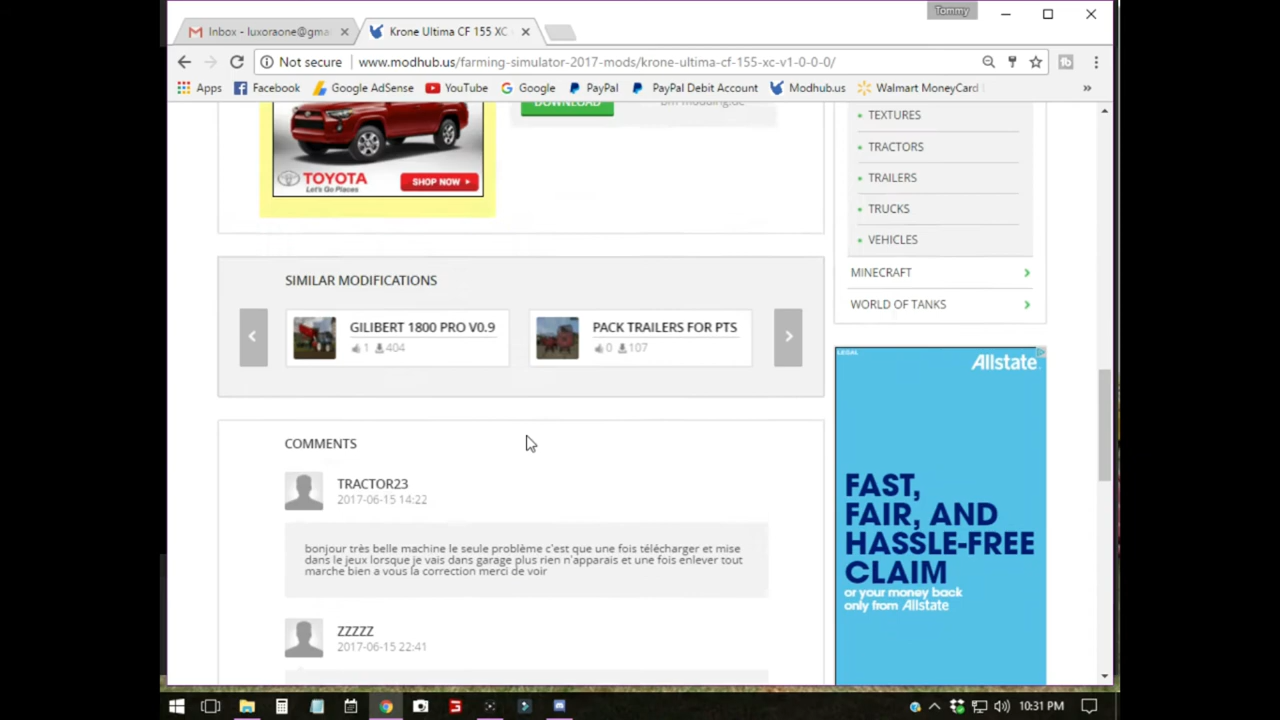 Tommy
Inbox - luxoraone@gma
Krone Ultima CF 155 XC
Not secure
www.modhub.us/farming-simulator-2017-mods/krone-ultima-cf-155-xc-v1-0-0-0/
Apps
Facebook
Google AdSense
YouTube
Google
PayPal
PayPal Debit Account
Modhub.us
Walmart MoneyCard
»
DOWNLOAD
bm modding.de
TOYOTA
Let's Go Places
SHOP NOW
TEXTURES
TRACTORS
TRAILERS
TRUCKS
VEHICLES
MINECRAFT
WORLD OF TANKS
SIMILAR MODIFICATIONS
GILIBERT 1800 PRO V0.9
1 404
PACK TRAILERS FOR PTS
0 107
COMMENTS
TRACTOR23
2017-06-15 14:22
bonjour très belle machine le seule problème c'est que une fois télécharger et mise
dans le jeux lorsque je vais dans garage plus rien n'apparais et une fois enlever tout
marche bien a vous la correction merci de voir
ZZZZZ
2017-06-15 22:41
LEGAL
Allstate
FAST,
FAIR, AND
HASSLE-FREE
CLAIM
or your money back
only from Allstate
10:31 PM